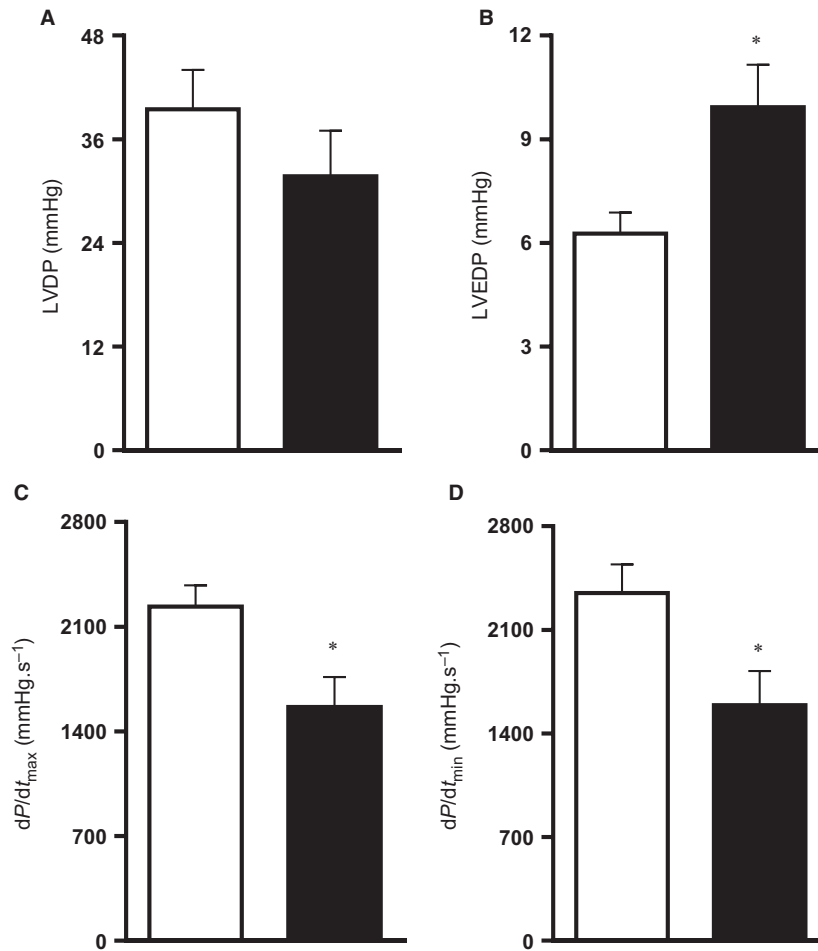 A
48
36
24
12
0
LVDP (mmHg)
B
12
9
6
3
0
LVEDP (mmHg)
*
C
2800
2100
1400
700
0
dP/dtmax (mmHg.s–1)
*
D
2800
2100
1400
700
0
dP/dtmin (mmHg.s–1)
*